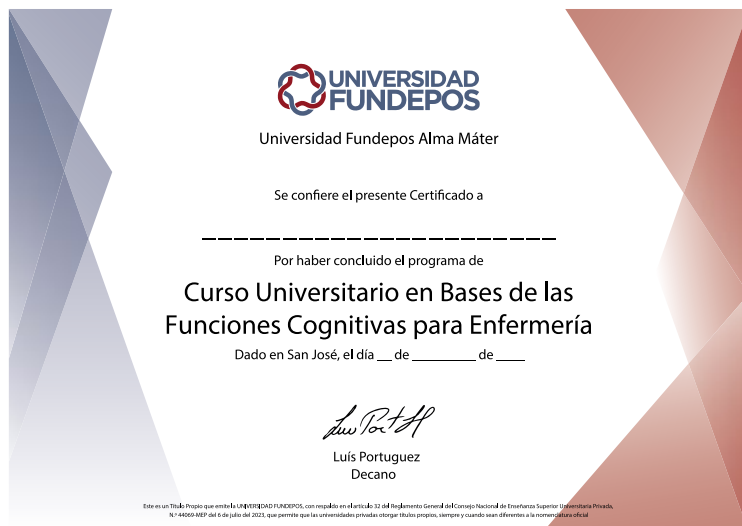 UNIVERSIDAD
FUNDEPOS
Universidad Fundepos Alma Máter
Se confiere el presente Certificado a
Por haber concluido el programa de
Curso Universitario en Bases de las
Funciones Cognitivas para Enfermería
Dado en San José, el día __ de ________ de ____
Luís Portuguez
Decano
Este es un Título Propio que emite la UNIVERSIDAD FUNDEPOS, con respaldo en el artículo 32 del Reglamento General del Consejo Nacional de Enseñanza Superior Universitaria Privada,
N.º 44069-MEP del 6 de julio del 2023, que permite que las universidades privadas otorgar títulos propios, siempre y cuando sean diferentes a la nomenclatura oficial